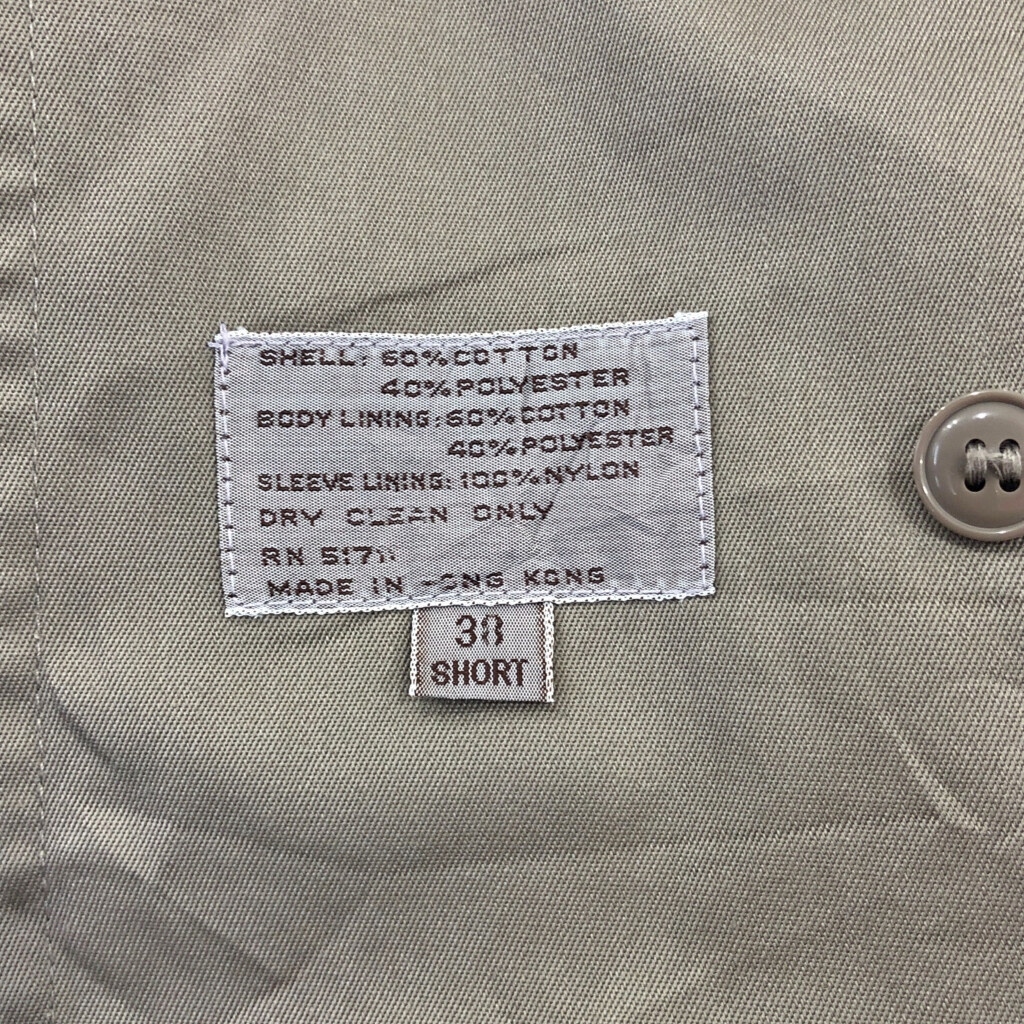 SHELL: 60% COTTON
40% POLYESTER
BODY LINING: 60% COTTON
40% POLYESTER
SLEEVE LINING: 100% NYLON
DRY CLEAN ONLY
RN
MADE IN HONG KONG
38
SHORT